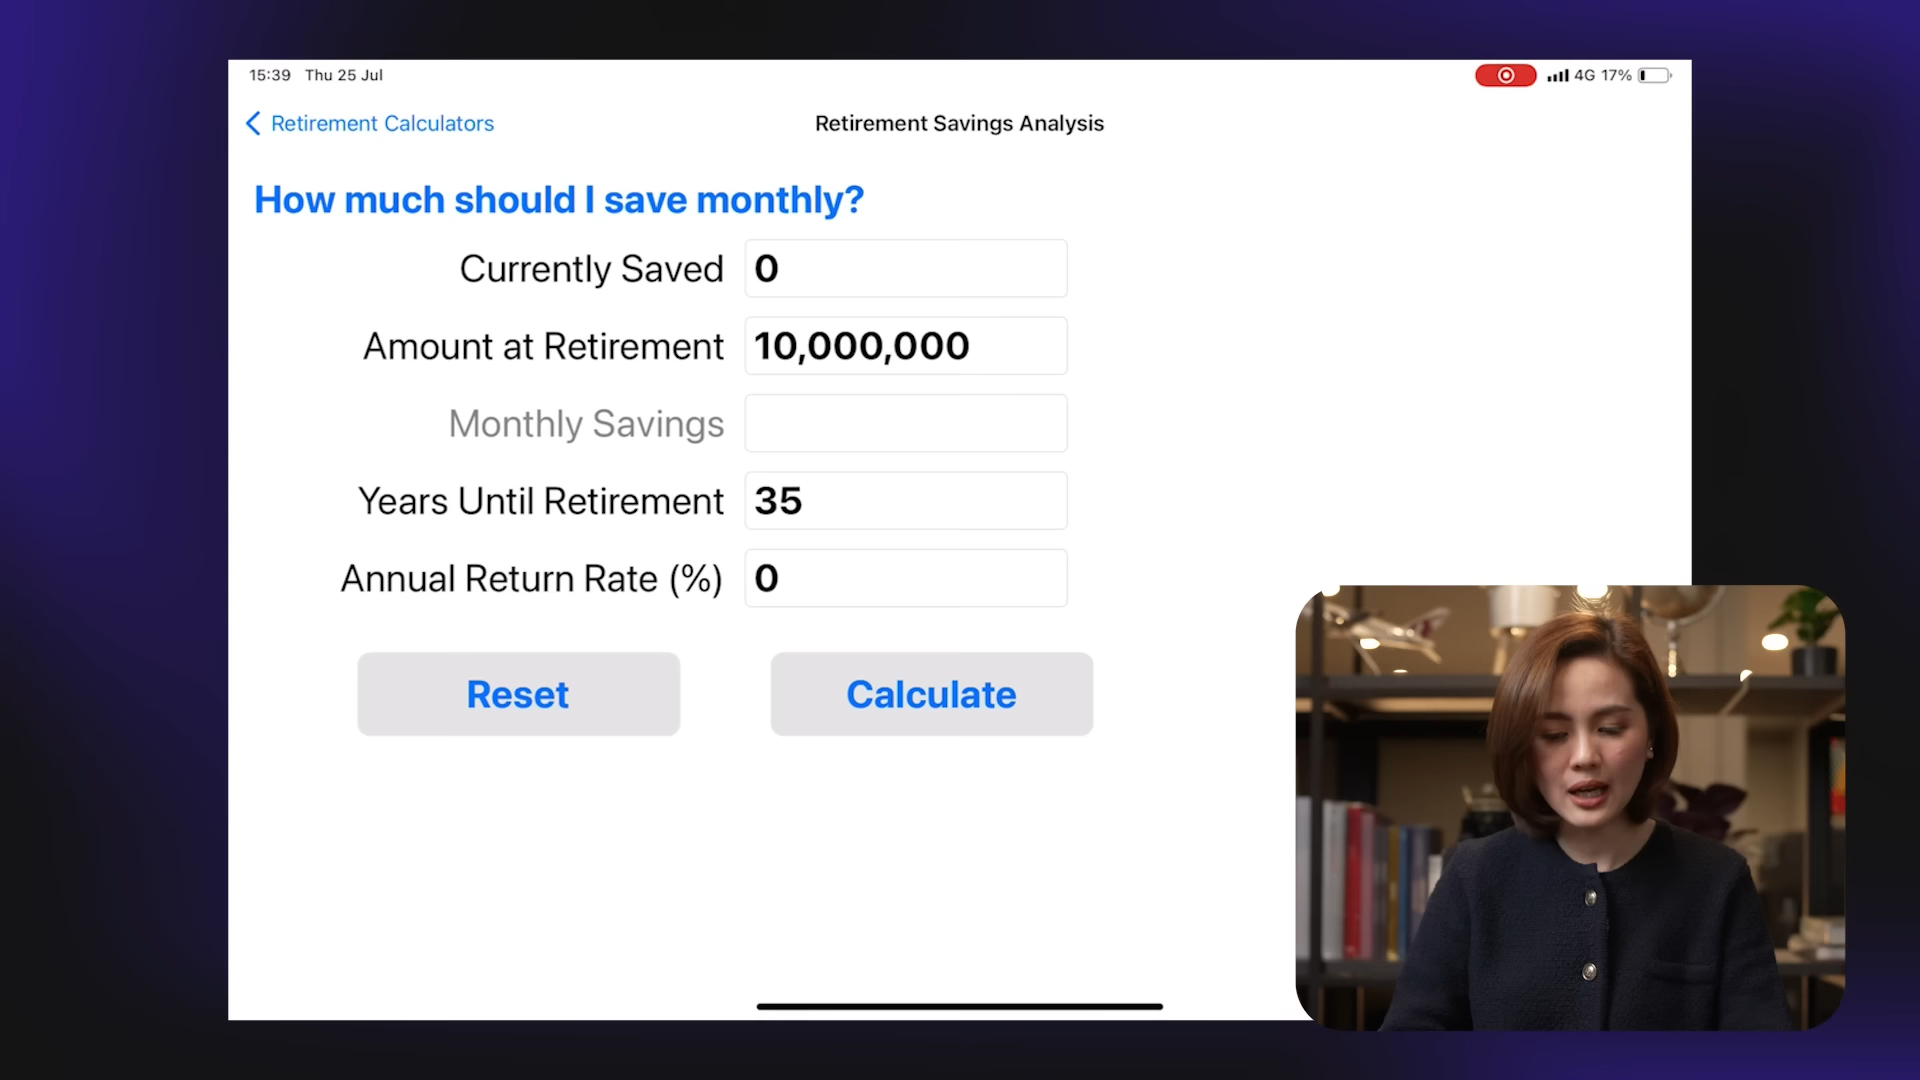 15:39 Thu 25 Jul
4G 17%
Retirement Calculators
Retirement Savings Analysis
How much should I save monthly?
Currently Saved 0
Amount at Retirement 10,000,000
Monthly Savings
Years Until Retirement 35
Annual Return Rate (%) 0
Reset Calculate